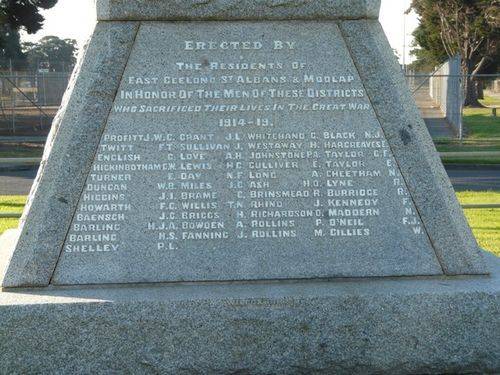 ERECTED BY
THE RESIDENTS OF
EAST GEELONG ST ALBANS & MOOLAP
IN HONOR OF THE MEN OF THESE DISTRICTS
WHO SACRIFICED THEIR LIVES IN THE GREAT WAR
1914-19.
PROFITT J.W.C. GRANT J.L. WHITEHAND G. BLACK N.J.
TWITT F.T. SULLIVAN J. WESTAWAY H. HARGREAVES E.
ENGLISH G. LOVE A.H. JOHNSTONE P.A. TAYLOR G.F.
HICKINBOTHAM C.W. LEWIS H.C. GULLIVER E. TAYLOR E.
TURNER E. DAY N.F. LONG A. CHEETHAM N.
DUNCAN W.B. MILES J.C. ASH H.O. LYNE R.
HIGGINS J.J. BRAME C. BRINSMEAD R. BURRIDGE R.
HOWARTH F.C. WILLIS T.N. RHIND J. KENNEDY F.
BAENSCH J.C. BRIGGS H. RICHARDSON D. MADDERN N.
BARLING H.J.A. BOWDEN A. ROLLINS P. O'NEIL F.J.
BARLING H.S. FANNING J. ROLLINS M. GILLIES W.
SHELLEY P.L.